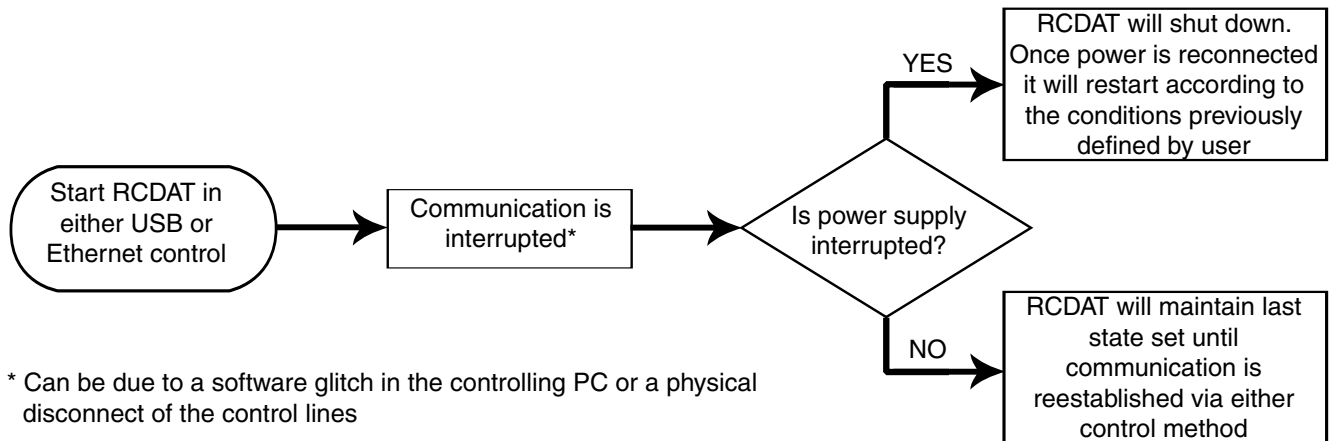 Start RCDAT in
either USB or
Ethernet control
Communication is
interrupted*
Is power supply
interrupted?
YES
RCDAT will shut down.
Once power is reconnected
it will restart according to
the conditions previously
defined by user
NO
RCDAT will maintain last
state set until
communication is
reestablished via either
control method
* Can be due to a software glitch in the controlling PC or a physical
disconnect of the control lines